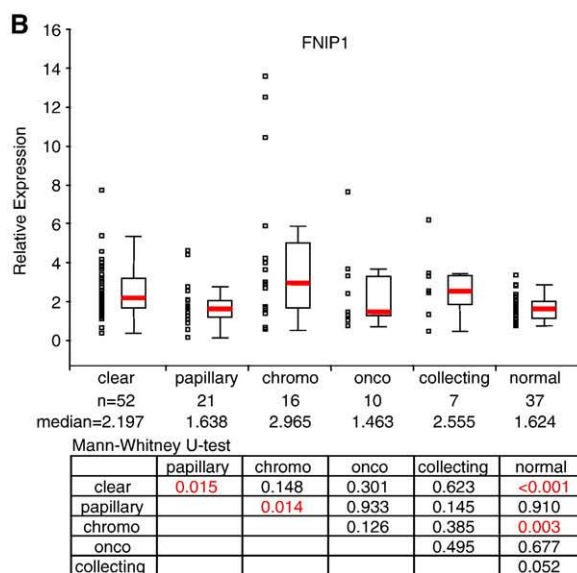 B
FNIP1
Relative Expression
16
14
12
10
8
6
4
2
0
clear papillary chromo onco collecting normal
n=52 21 16 10 7 37
median=2.197 1.638 2.965 1.463 2.555 1.624
Mann-Whitney U-test
papillary chromo onco collecting normal
clear 0.015 0.148 0.301 0.623 <0.001
papillary 0.014 0.933 0.145 0.910
chromo 0.126 0.385 0.003
onco 0.495 0.677
collecting 0.052